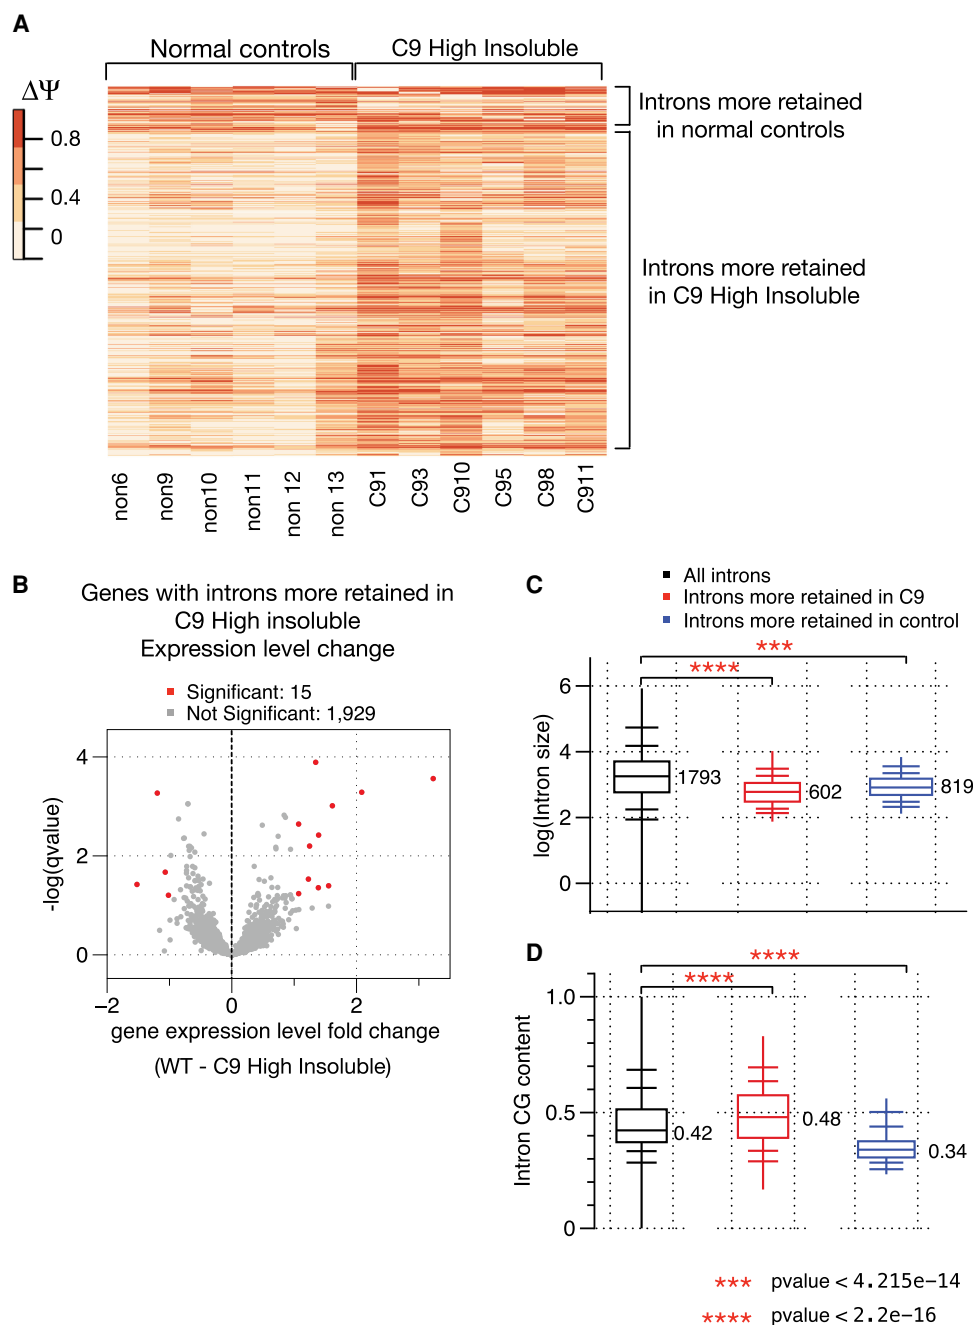 A
Normal controls
C9 High Insoluble
ΔΨ
0.8
0.4
0
Introns more retained
in normal controls
Introns more retained
in C9 High Insoluble
non6
non9
non10
non11
non 12
non 13
C91
C93
C910
C95
C98
C911
B
Genes with introns more retained in
C9 High insoluble
Expression level change
Significant: 15
Not Significant: 1,929
-log(qvalue)
4
2
0
−2
0
2
gene expression level fold change
(WT - C9 High Insoluble)
C
All introns
Introns more retained in C9
Introns more retained in control
***
****
log(Intron size)
6
4
2
0
1793
602
819
D
****
****
Intron CG content
1.0
0.5
0
0.42
0.48
0.34
*** pvalue < 4.215e−14
**** pvalue < 2.2e−16